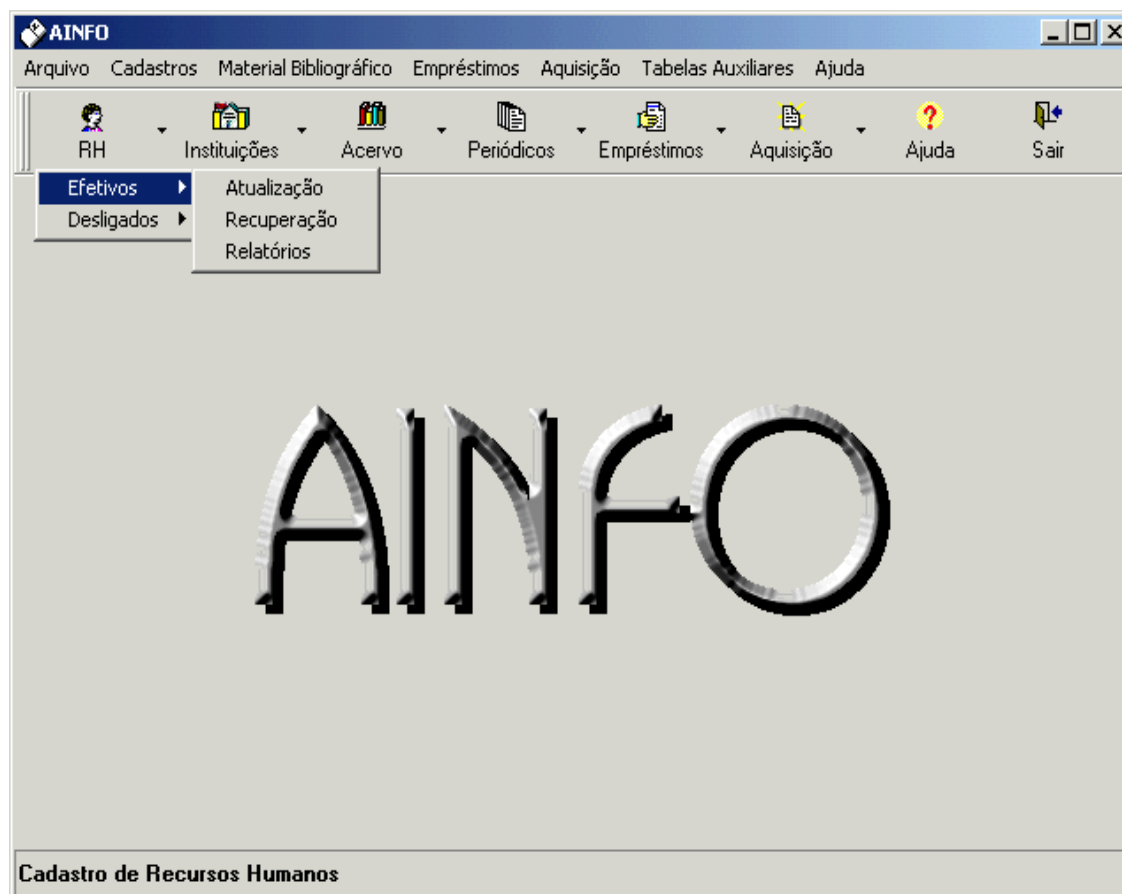 AINFO
Arquivo Cadastros Material Bibliográfico Empréstimos Aquisição Tabelas Auxiliares Ajuda
RH Instituições Acervo Periódicos Empréstimos Aquisição Ajuda Sair
Efetivos Atualização
Desligados Recuperação
Relatórios
AINFO
Cadastro de Recursos Humanos